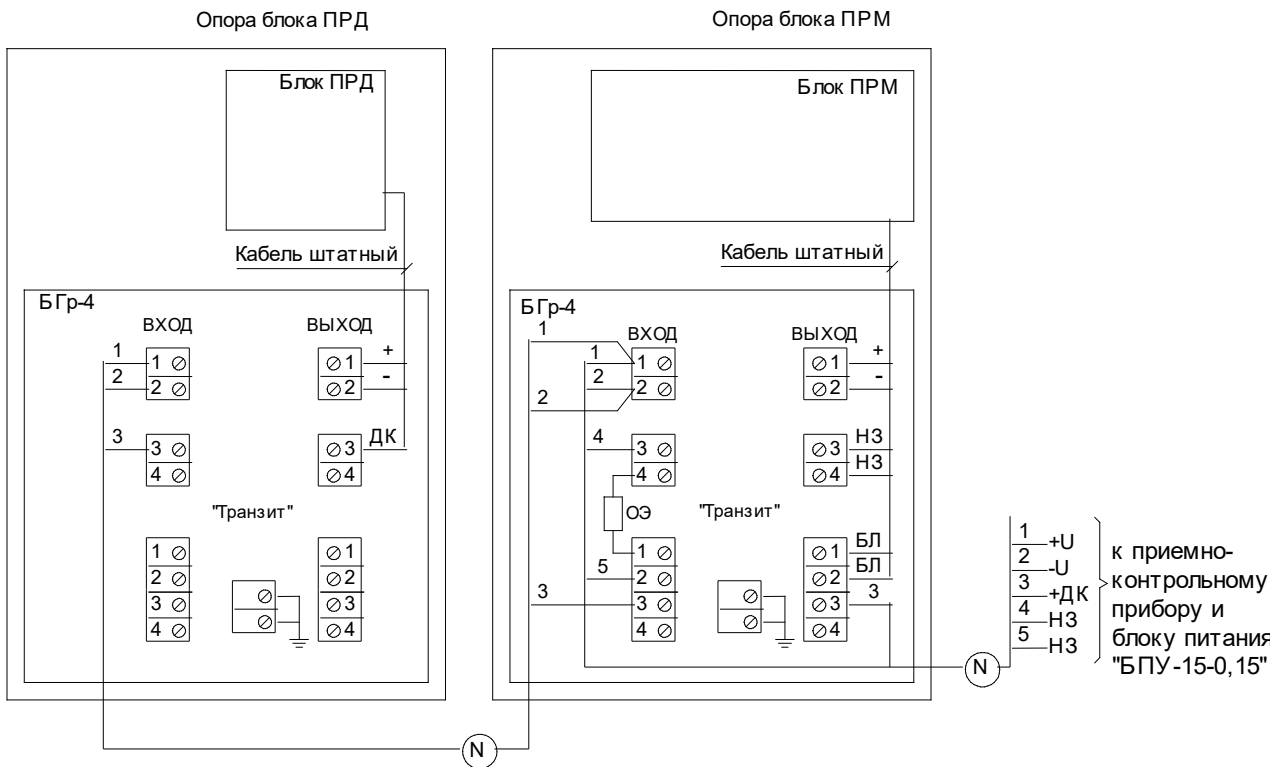 Опора блока ПРД
Опора блока ПРМ
Блок ПРД
Кабель штатный
БГр-4
ВХОД
ВЫХОД
1
1
1
+
2
2
2
-
3
3
3
ДК
4
4
"Транзит"
1
1
2
2
3
3
4
4
Блок ПРМ
Кабель штатный
БГр-4
1
ВХОД
ВЫХОД
1
1
1
+
2
2
2
-
2
4
3
3
НЗ
4
4
НЗ
ОЭ
"Транзит"
1
1
БЛ
5
2
2
БЛ
3
3
3
3
4
4
N
N
1
+U
2
-U
3
+ДК
4
НЗ
5
НЗ
к приемно-
контрольному
прибору и
блоку питания
"БПУ-15-0,15"